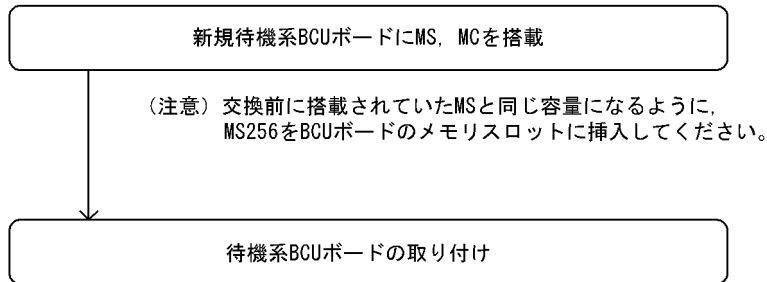 新規待機系BCUボードにMS, MCを搭載
（注意）交換前に搭載されていたMSと同じ容量になるように,
MS256をBCUボードのメモリスロットに挿入してください。
待機系BCUボードの取り付け